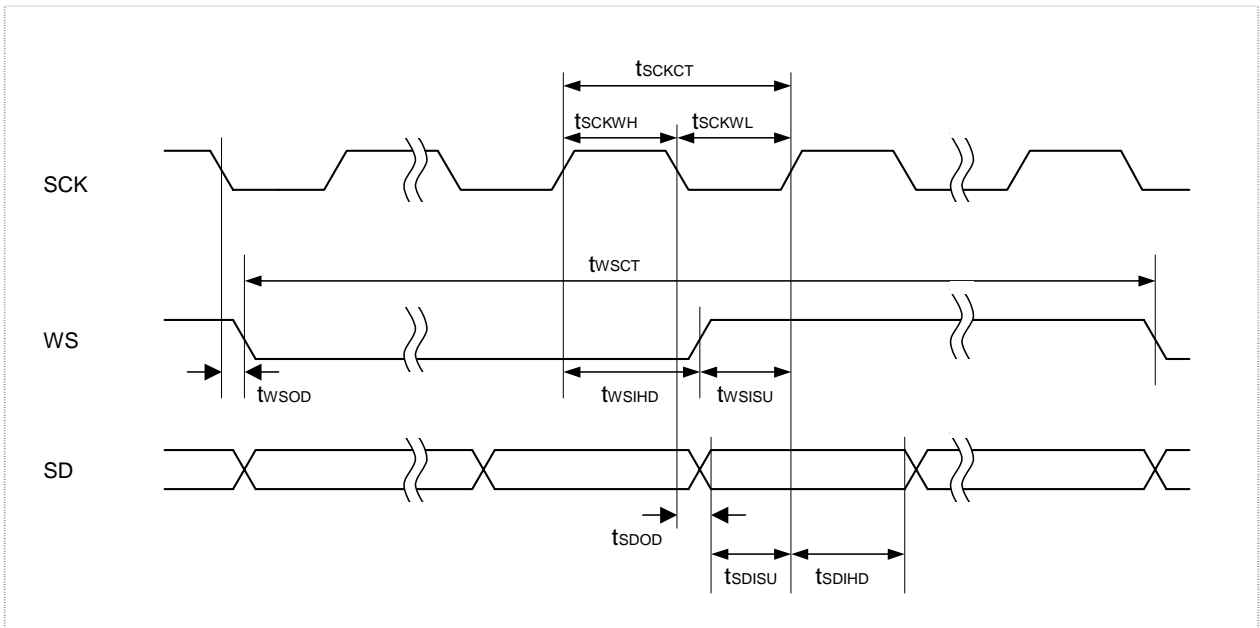 tSCKCT
tSCKWH tSCKWL
SCK
tWSCT
WS
tWSOD tWSIHD tWSISU
SD
tSDOD
tSDISU tSDIHD